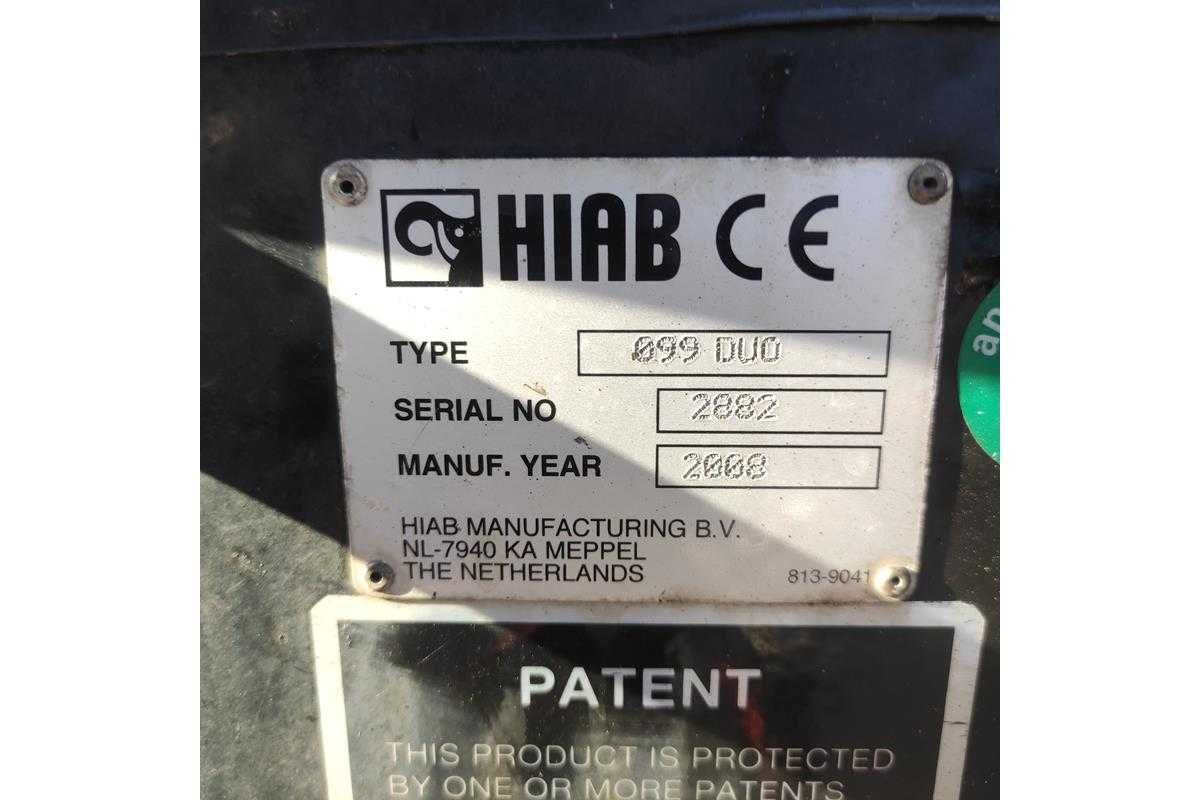 HIAB CE
TYPE 099 DUO
SERIAL NO 2882
MANUF. YEAR 2008
HIAB MANUFACTURING B.V.
NL-7940 KA MEPPEL
THE NETHERLANDS 813-9041
an
PATENT
THIS PRODUCT IS PROTECTED
BY ONE OR MORE PATENTS